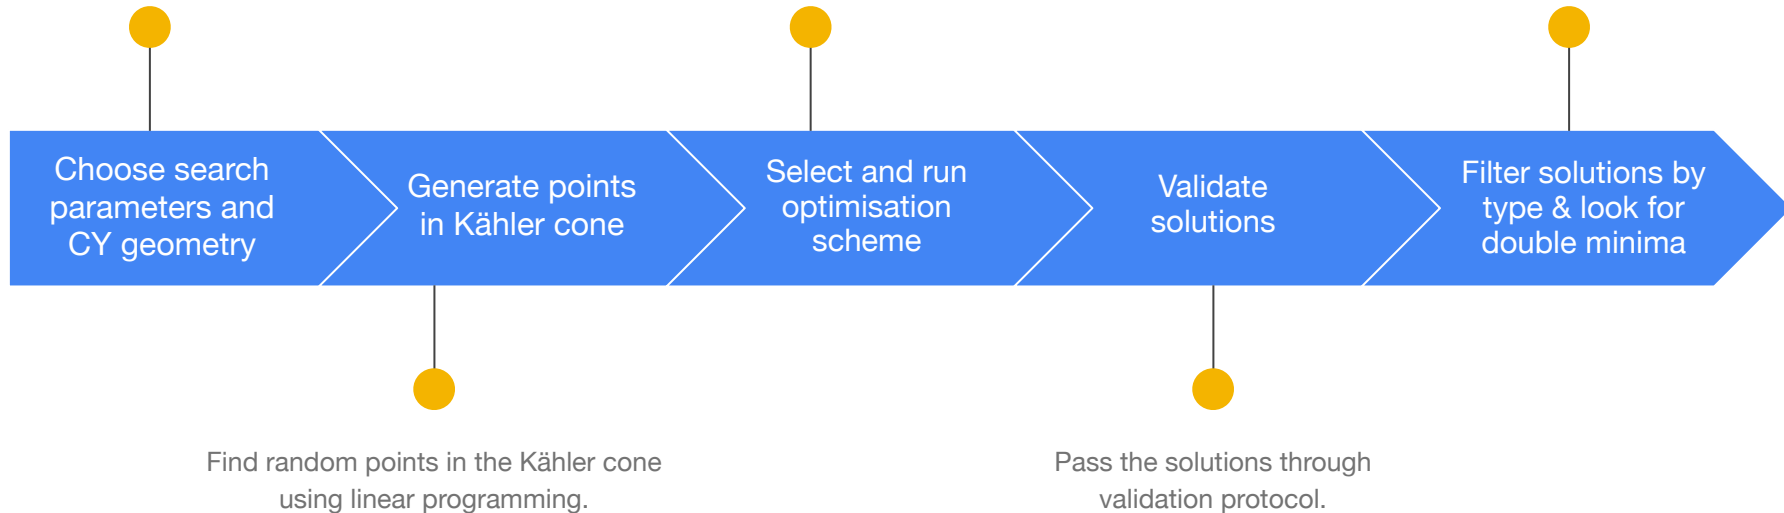 Choose search
parameters and
CY geometry
Generate points
in Kähler cone
Select and run
optimisation
scheme
Validate
solutions
Filter solutions by
type & look for
double minima
Find random points in the Kähler cone
using linear programming.
Pass the solutions through
validation protocol.